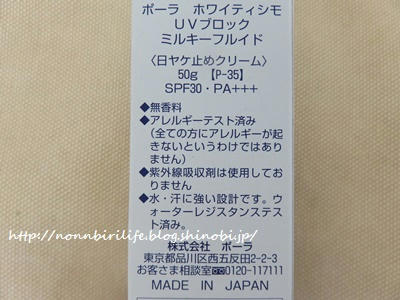 ポーラ ホワイティシモ
UVブロック
ミルキーフルイド
〈日ヤケ止めクリーム〉
50g 【P-35】
SPF30・PA+++
◆無香料
◆アレルギーテスト済み
(全ての方にアレルギーが起
きないというわけではあり
ません)
◆紫外線吸収剤は使用してお
りません
◆水・汗に強い設計です。ウ
ォーターレジスタンステス
ト済み。
http://nonnbirilife.blog.shinobi.jp/
株式会社 ポーラ
東京都品川区西五反田2-2-3
お客さま相談室 0120-117111
MADE IN JAPAN